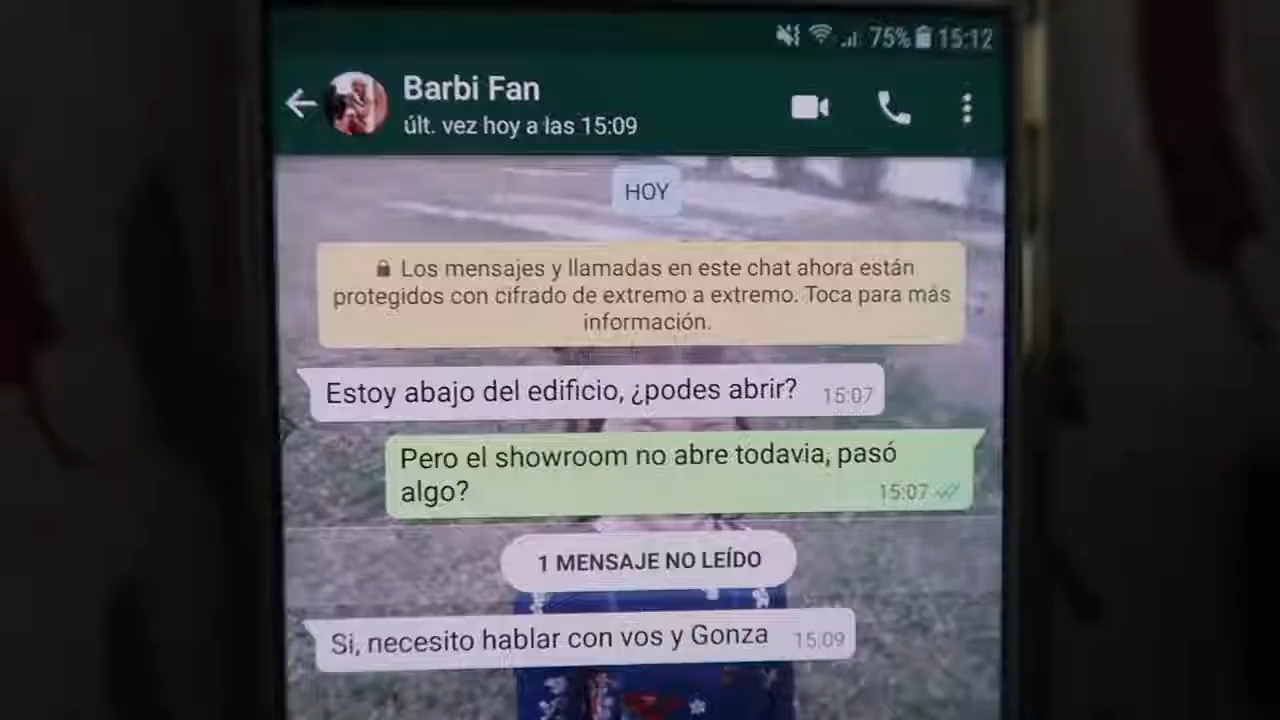 75% 15:12
Barbi Fan
últ. vez hoy a las 15:09
HOY
Los mensajes y llamadas en este chat ahora están
protegidos con cifrado de extremo a extremo. Toca para más
información.
Estoy abajo del edificio, ¿podes abrir? 15:07
Pero el showroom no abre todavia, pasó
algo? 15:07
1 MENSAJE NO LEÍDO
Si, necesito hablar con vos y Gonza 15:09